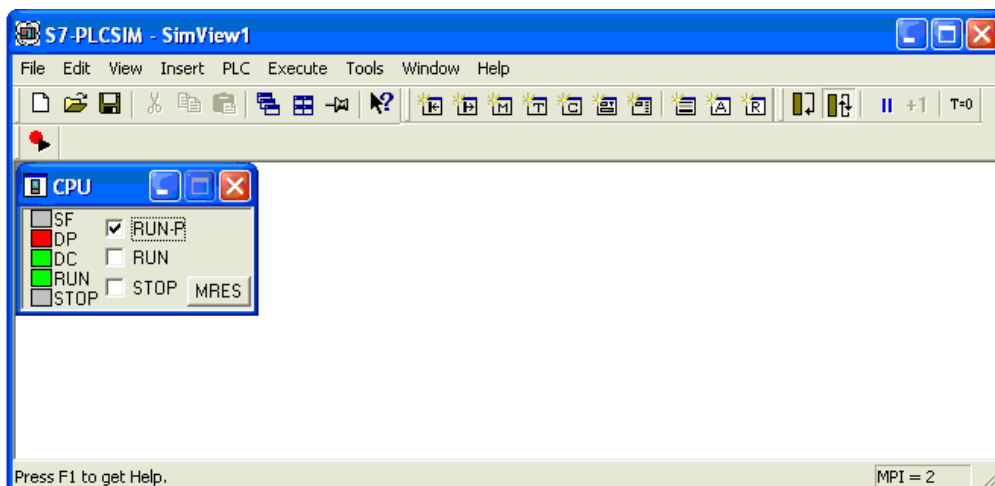 S7-PLCSIM - SimView1
File Edit View Insert PLC Execute Tools Window Help
M T C A R +1 T=0
CPU
SF
DP
DC
RUN
STOP
RUN-P
RUN
STOP
MRES
Press F1 to get Help.
MPI = 2